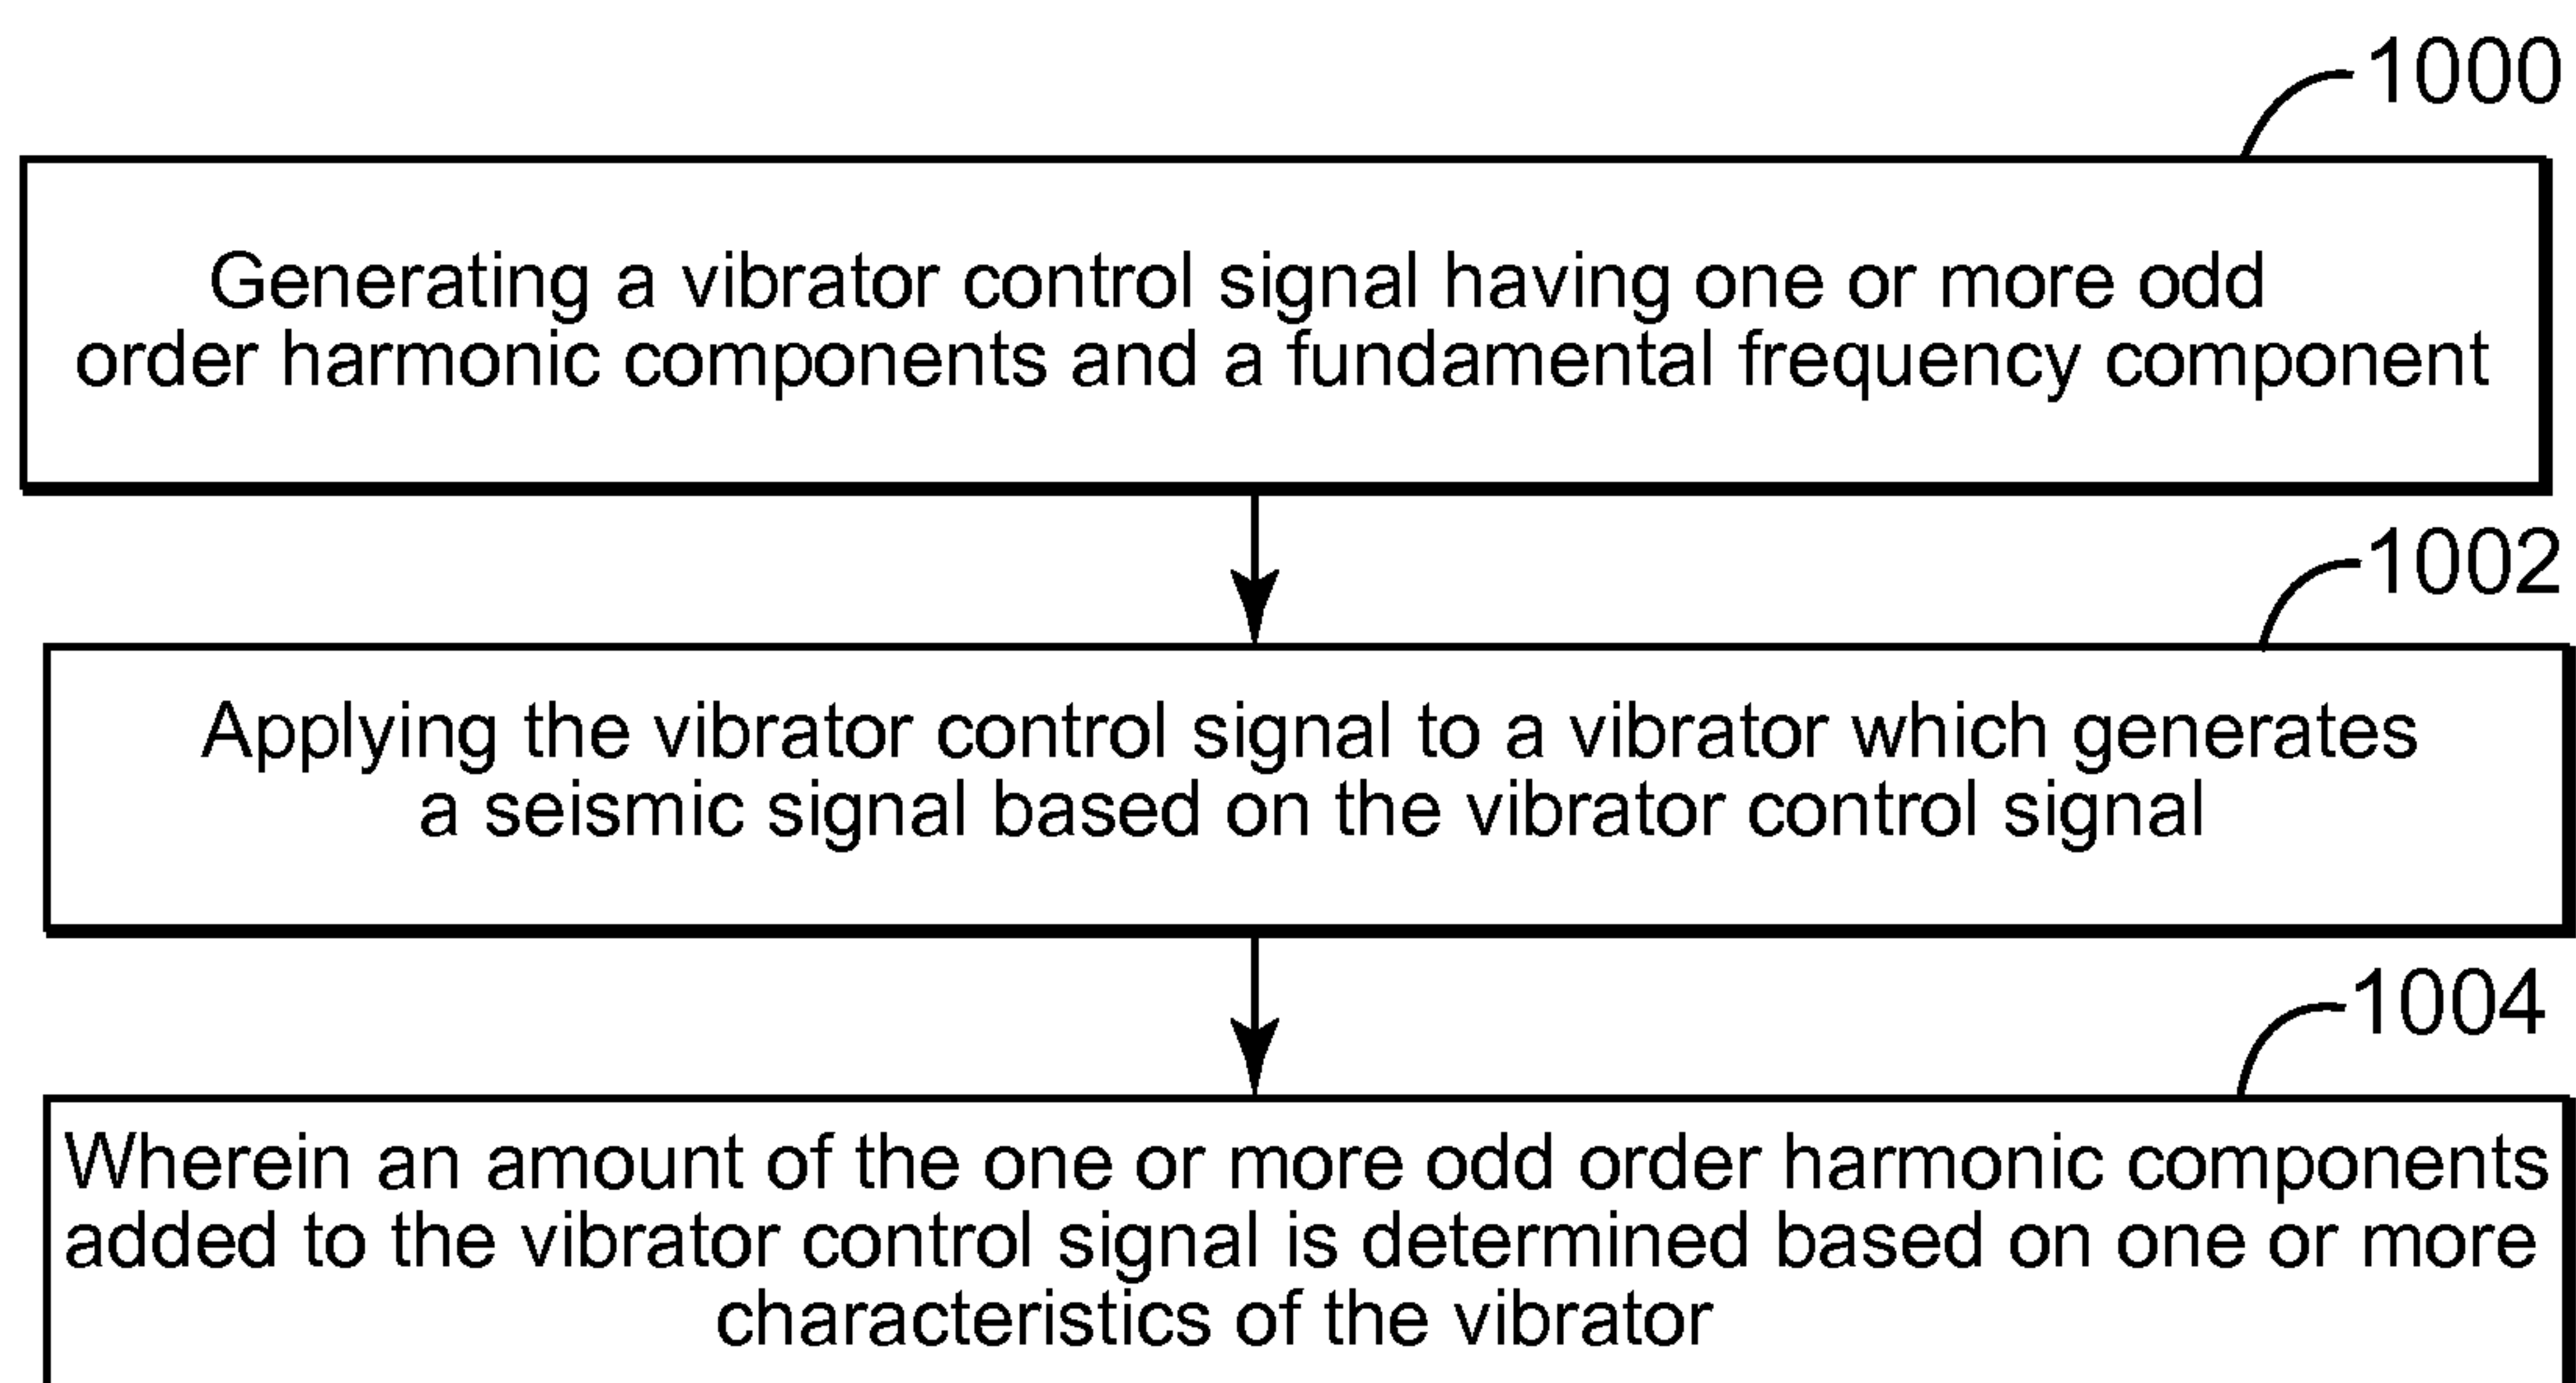 1000
Generating a vibrator control signal having one or more odd
order harmonic components and a fundamental frequency component
1002
Applying the vibrator control signal to a vibrator which generates
a seismic signal based on the vibrator control signal
1004
Wherein an amount of the one or more odd order harmonic components
added to the vibrator control signal is determined based on one or more
characteristics of the vibrator